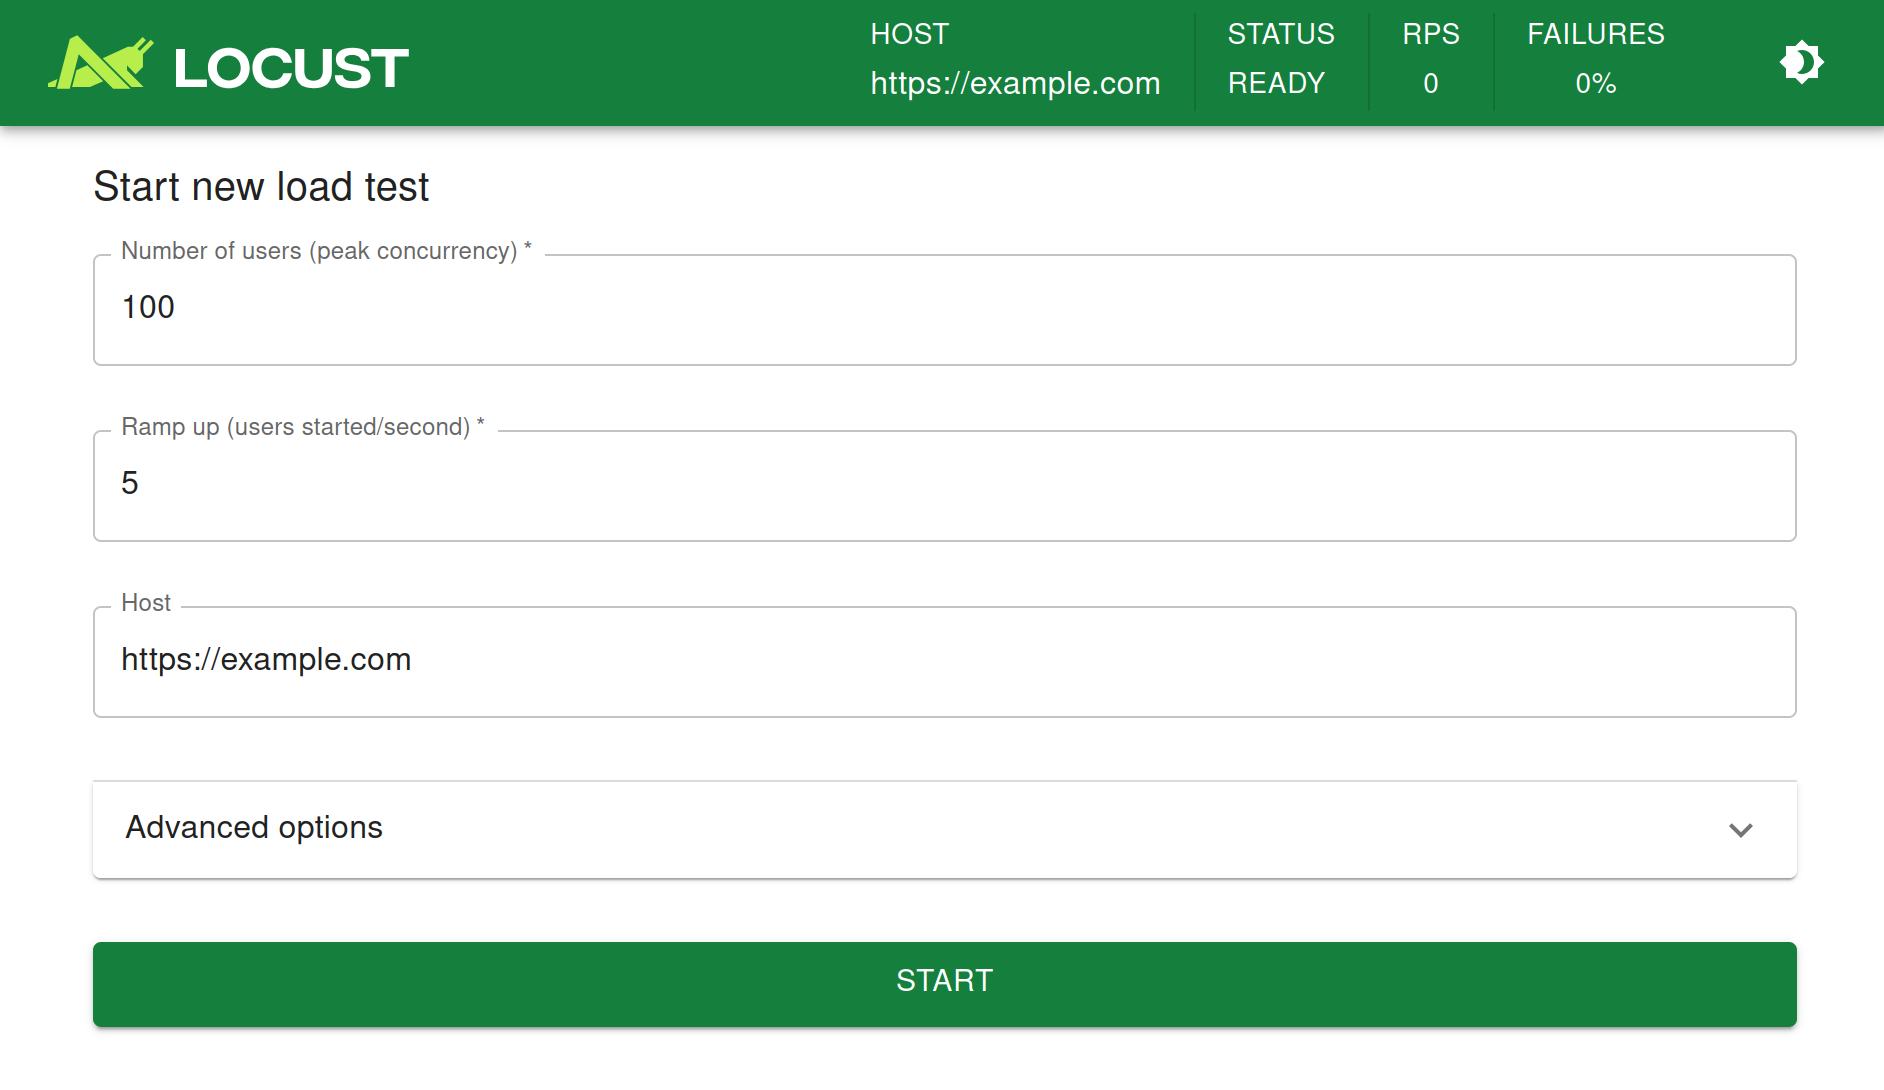 LOCUST
HOST
https://example.com
STATUS
READY
RPS
0
FAILURES
0%
Start new load test
Number of users (peak concurrency) *
100
Ramp up (users started/second) *
5
Host
https://example.com
Advanced options
START